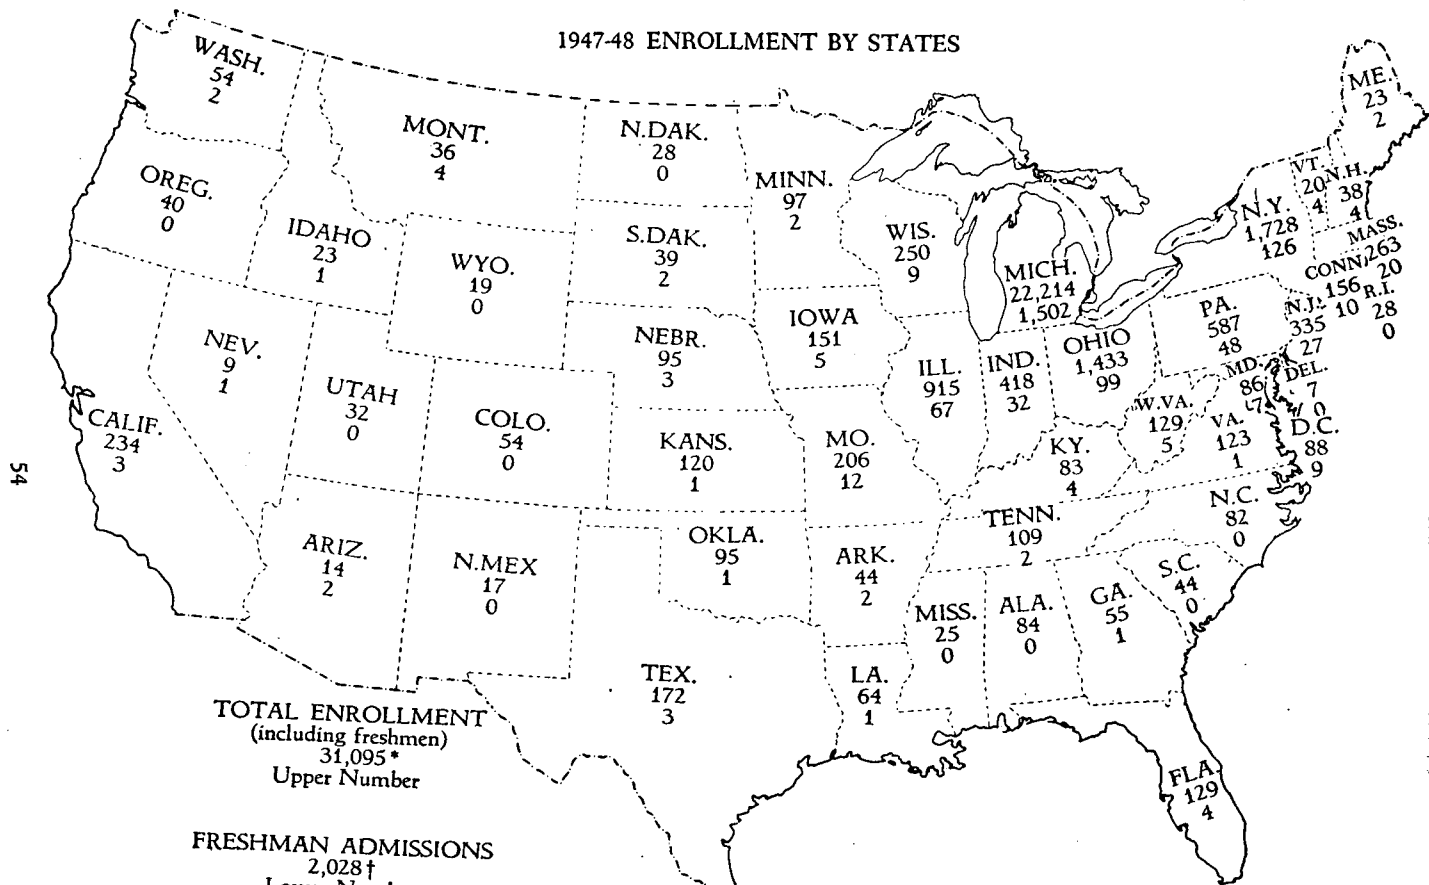 1947-48 ENROLLMENT BY STATES
WASH.
54
2
OREG.
40
0
CALIF.
234
3
IDAHO
23
1
NEV.
9
1
MONT.
36
4
WYO.
19
0
UTAH
32
0
COLO.
54
0
ARIZ.
14
2
N.MEX
17
0
N.DAK.
28
0
S.DAK.
39
2
NEBR.
95
3
KANS.
120
1
OKLA.
95
1
TEX.
172
3
MINN.
97
2
IOWA
151
5
MO.
206
12
ARK.
44
2
LA.
64
1
WIS.
250
9
ILL.
915
67
MICH.
22,214
1,502
IND.
418
32
OHIO
1,433
99
KY.
83
4
TENN.
109
2
MISS.
25
0
ALA.
84
0
GA.
55
1
FLA.
129
4
S.C.
44
0
N.C.
82
0
VA.
123
1
W.VA.
129
5
MD.
86
7
DEL.
7
0
D.C.
88
9
PA.
587
48
N.J.
335
27
N.Y.
1,728
126
CONN.
156
10
R.I.
28
0
MASS.
263
20
VT.
20
4
N.H.
38
4
ME.
23
2
TOTAL ENROLLMENT
(including freshmen)
31,095*
Upper Number
FRESHMAN ADMISSIONS
2,028†
54